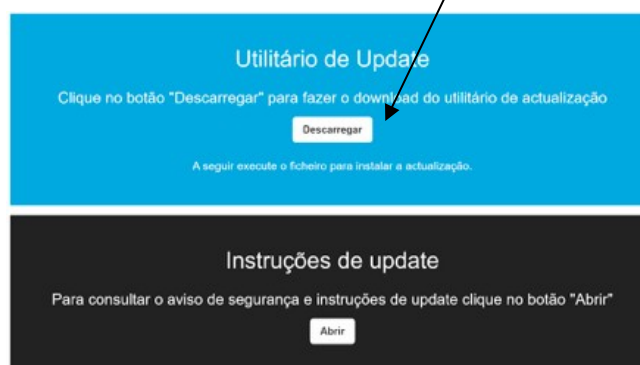 Utilitário de Update
Clique no botão "Descarregar" para fazer o download do utilitário de actualização
Descarregar
A seguir execute o ficheiro para instalar a actualização.
Instruções de update
Para consultar o aviso de segurança e instruções de update clique no botão "Abrir"
Abrir